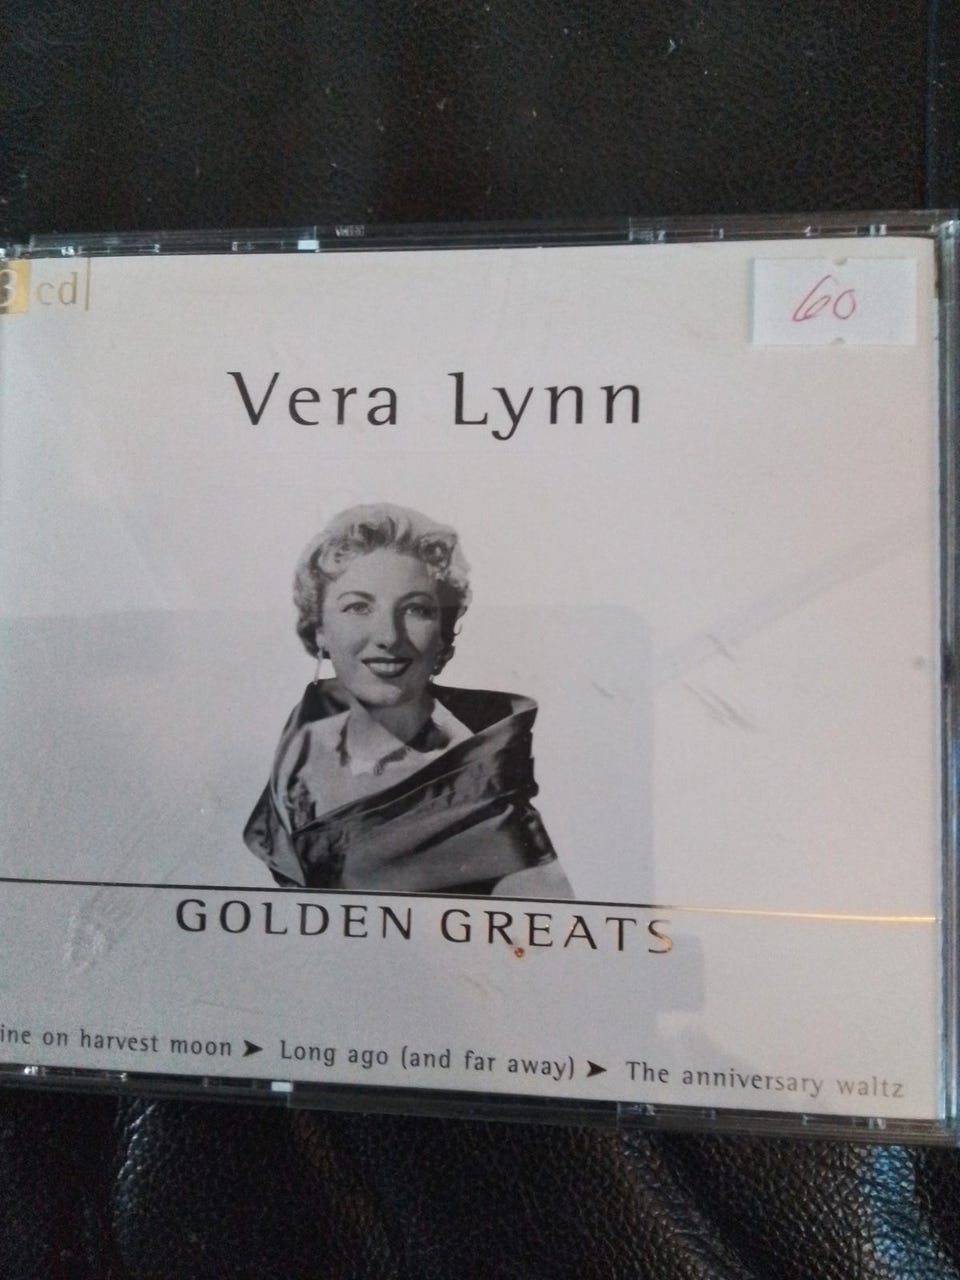 3 cd
60
Vera Lynn
GOLDEN GREATS
ine on harvest moon ➤ Long ago (and far away) ➤ The anniversary waltz